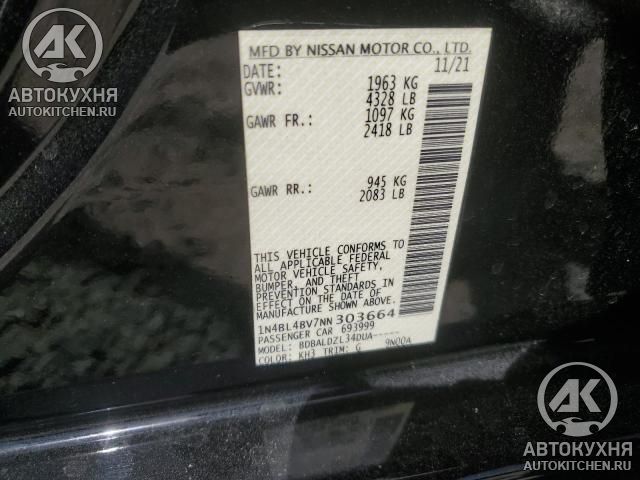 AK
АВТОКУХНЯ
AUTOKITCHEN.RU
MFD BY NISSAN MOTOR CO., LTD.
DATE: 11/21
GVWR: 1963 KG
4328 LB
GAWR FR.: 1097 KG
2418 LB
GAWR RR.: 945 KG
2083 LB
THIS VEHICLE CONFORMS TO
ALL APPLICABLE FEDERAL
MOTOR VEHICLE SAFETY,
BUMPER, AND THEFT
PREVENTION STANDARDS IN
EFFECT ON THE DATE OF
MANUFACTURE SHOWN ABOVE.
1N4BL4BV7NN303664
PASSENGER CAR 693999
MODEL: BDBALDZL34DUA-----
COLOR: KH3 TRIM: G 9N00A
AK
АВТОКУХНЯ
AUTOKITCHEN.RU